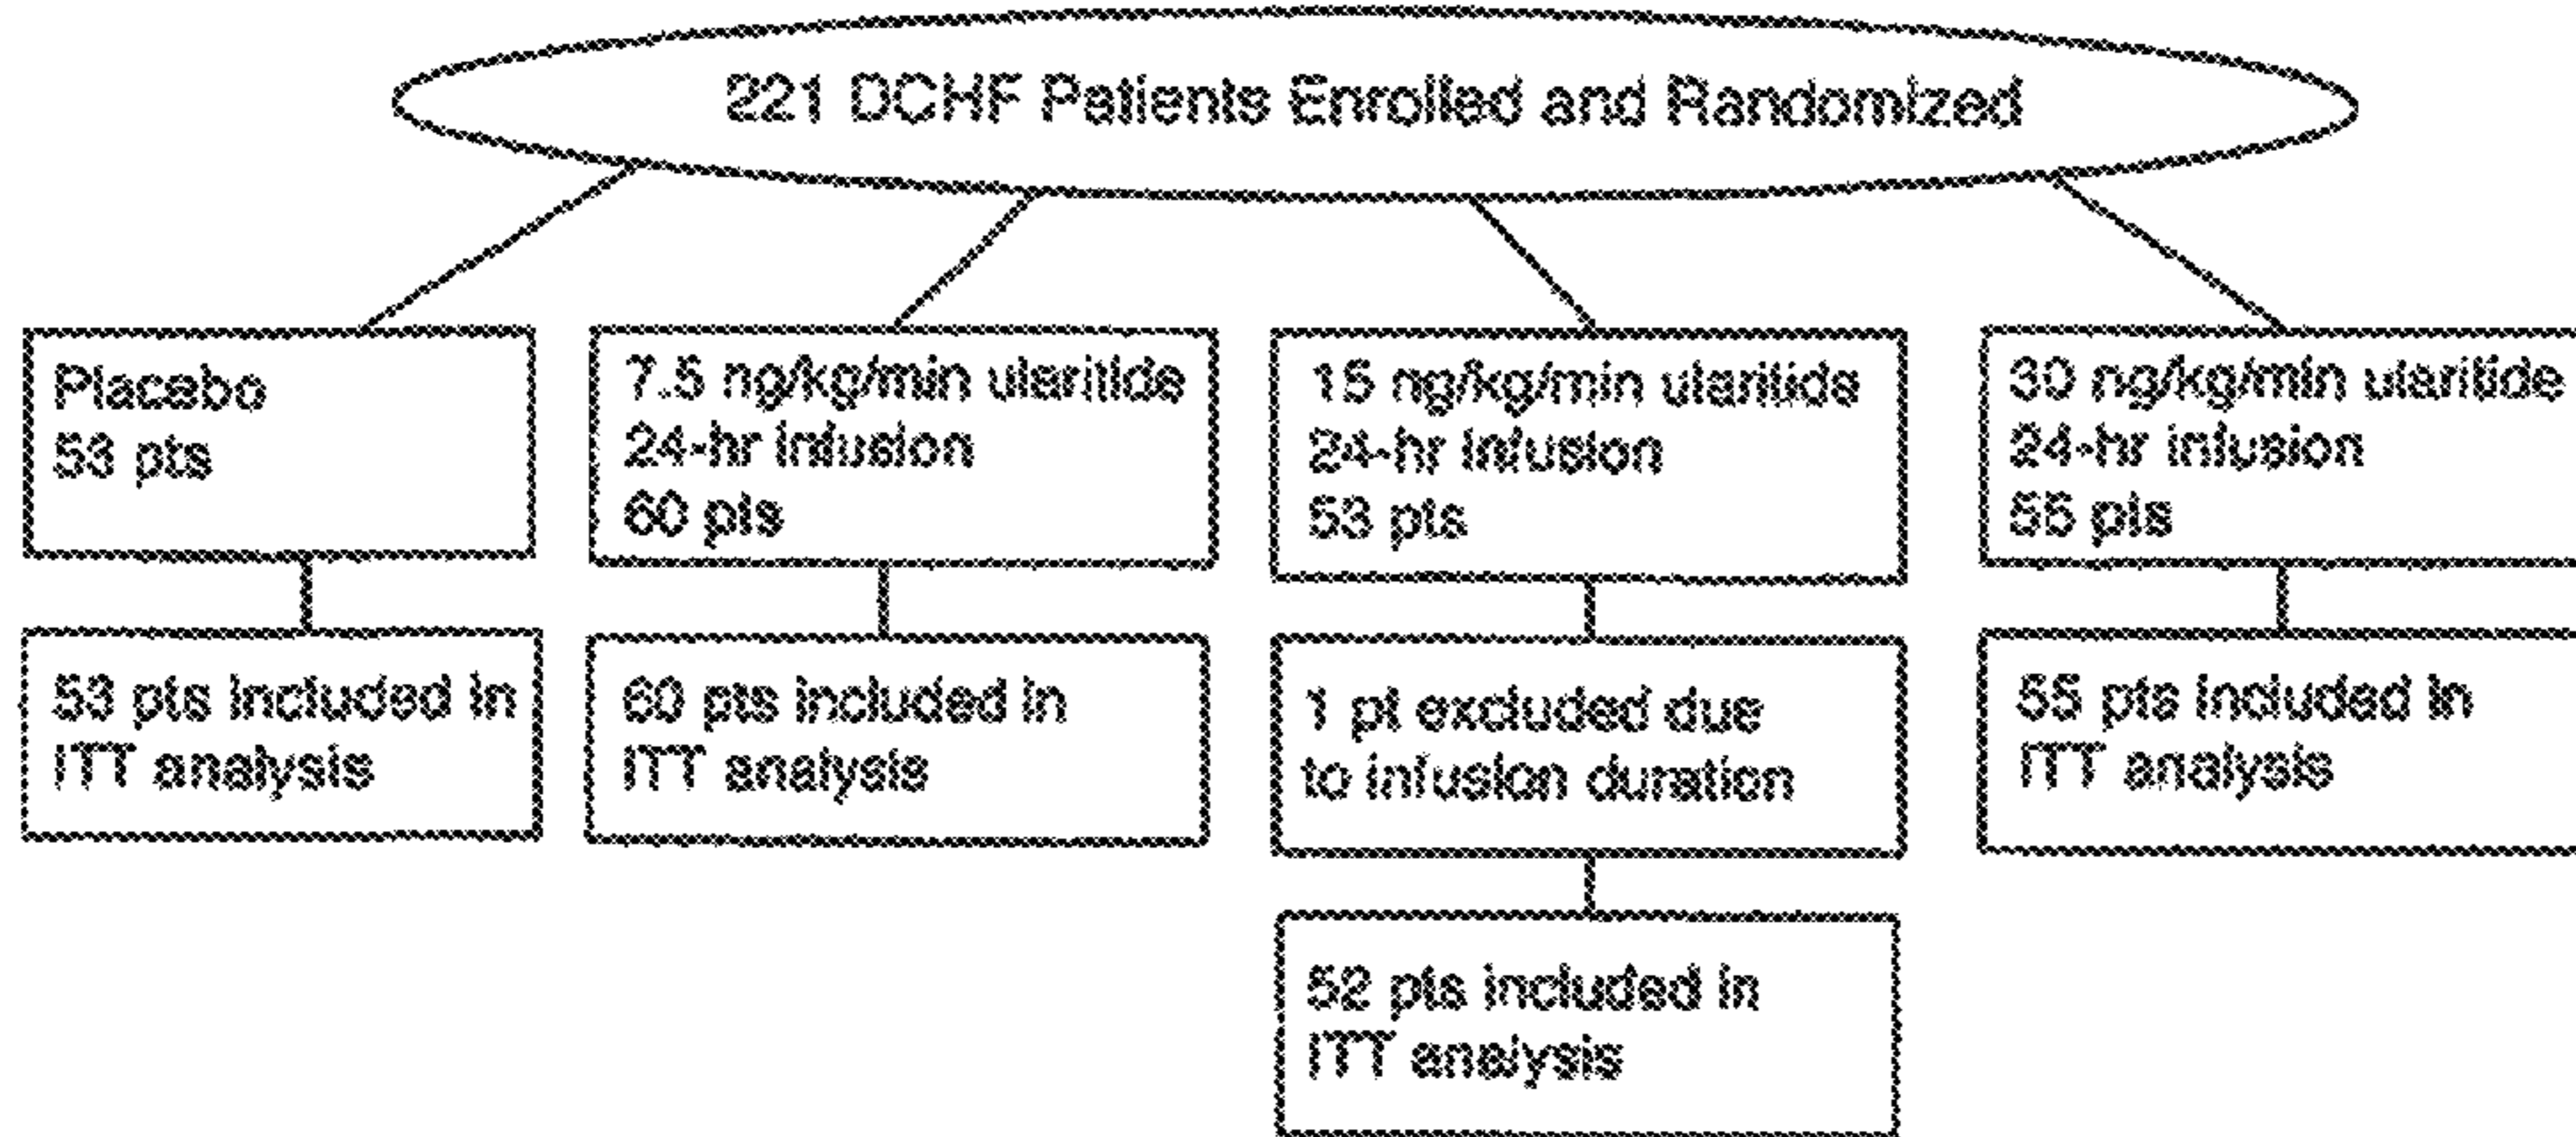 221 DCHF Patients Enrolled and Randomized
Placebo
53 pts
7.5 ng/kg/min ularitide
24-hr infusion
60 pts
15 ng/kg/min ularitide
24-hr infusion
53 pts
30 ng/kg/min ularitide
24-hr infusion
55 pts
53 pts included in
ITT analysis
60 pts included in
ITT analysis
1 pt excluded due
to infusion duration
55 pts included in
ITT analysis
52 pts included in
ITT analysis